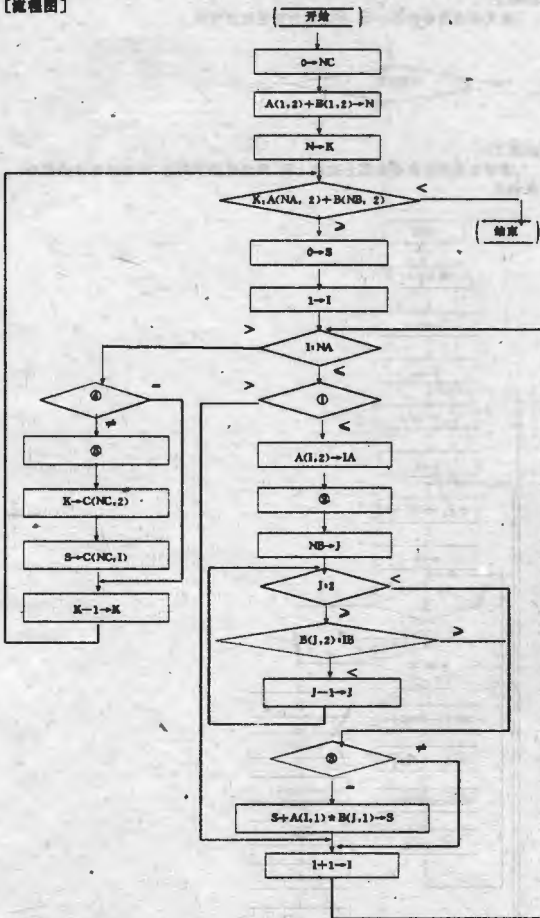 [流程图]
开始
0→NC
A(1,2)+B(1,2)→N
N→K
K:A(NA, 2)+B(NB, 2)
<
≥
结束
0→S
1→I
I:NA
>
≤
④
=
≠
①
>
≤
⑤
A(I,2)→IA
K→C(NC,2)
②
S→C(NC,1)
NB→J
K-1→K
J:2
<
≥
B(J,2):IB
≥
<
J-1→J
③
≠
=
S+A(I,1)*B(J,1)→S
I+1→I